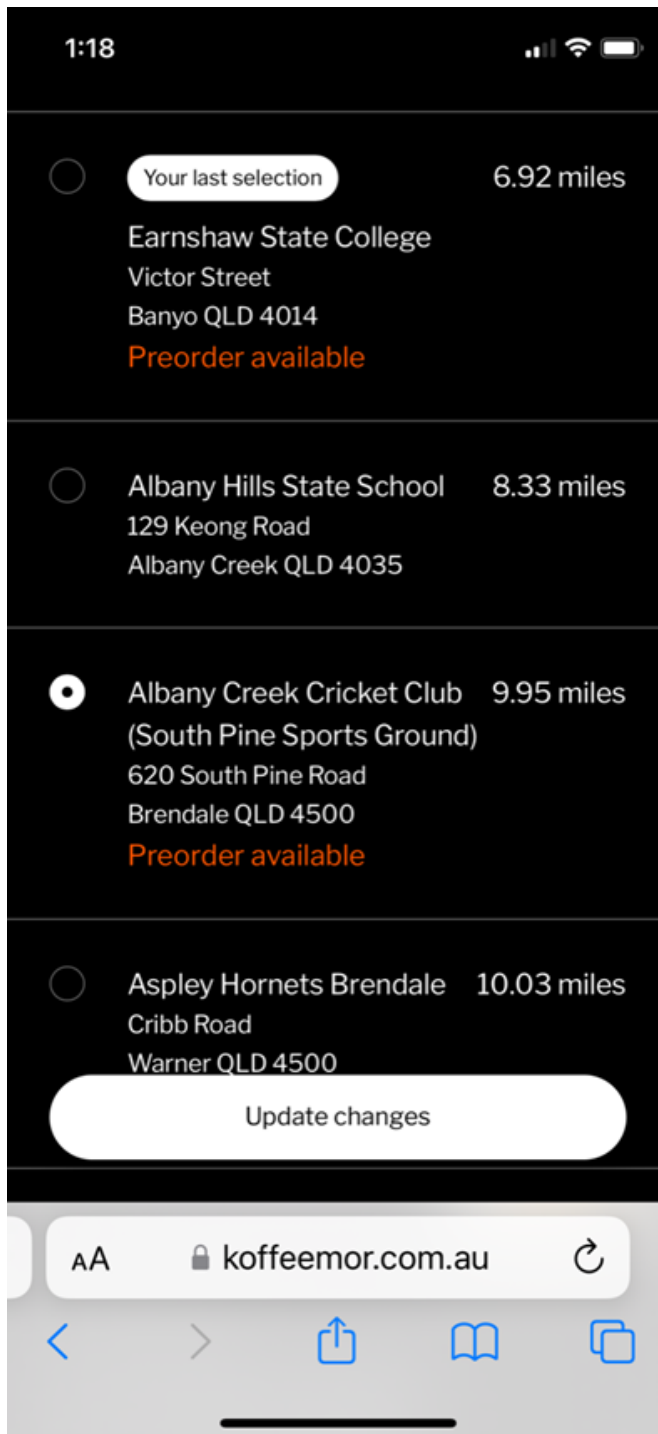 1:18
Your last selection 6.92 miles
Earnshaw State College
Victor Street
Banyo QLD 4014
Preorder available
Albany Hills State School 8.33 miles
129 Keong Road
Albany Creek QLD 4035
Albany Creek Cricket Club 9.95 miles
(South Pine Sports Ground)
620 South Pine Road
Brendale QLD 4500
Preorder available
Aspley Hornets Brendale 10.03 miles
Cribb Road
Warner QLD 4500
Update changes
AA koffeemor.com.au